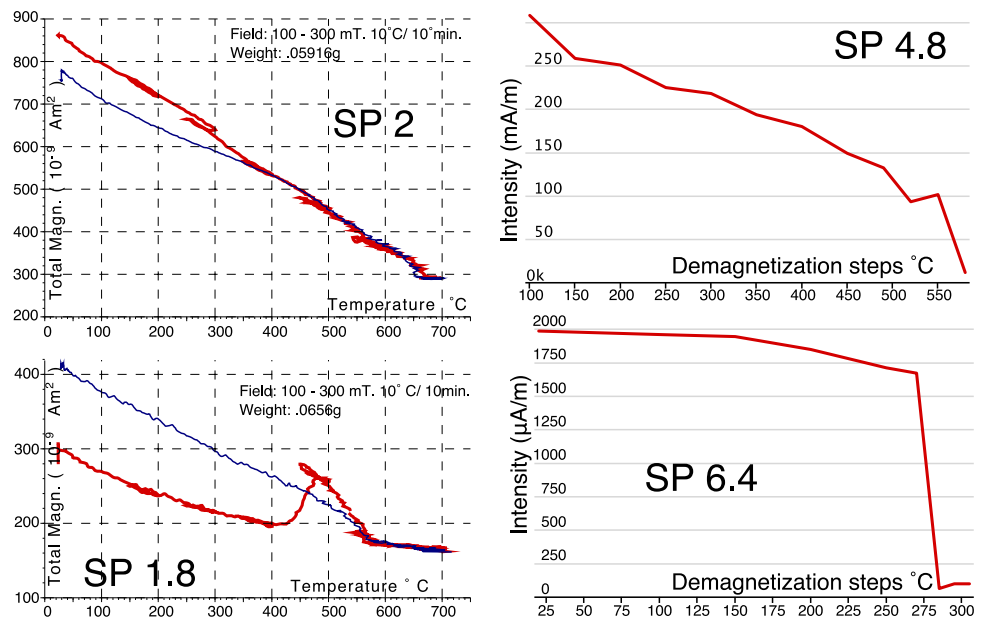 900
800
700
600
500
400
300
200
Total Magn. ( 10⁻⁹ Am² )
Field: 100 - 300 mT. 10˚C/ 10˚min.
Weight: .05916g
SP 2
Temperature ˚C
0 100 200 300 400 500 600 700
SP 4.8
250
200
150
100
50
0k
Intensity (mA/m)
Demagnetization steps ˚C
100 150 200 250 300 350 400 450 500 550
400
300
200
100
Total Magn. ( 10⁻⁹ Am² )
Field: 100 - 300 mT. 10˚ C/ 10min.
Weight: .0656g
SP 1.8
Temperature ˚ C
0 100 200 300 400 500 600 700
2000
1750
1500
1250
1000
750
500
250
0
Intensity (µA/m)
SP 6.4
Demagnetization steps ˚C
25 50 75 100 125 150 175 200 225 250 275 300